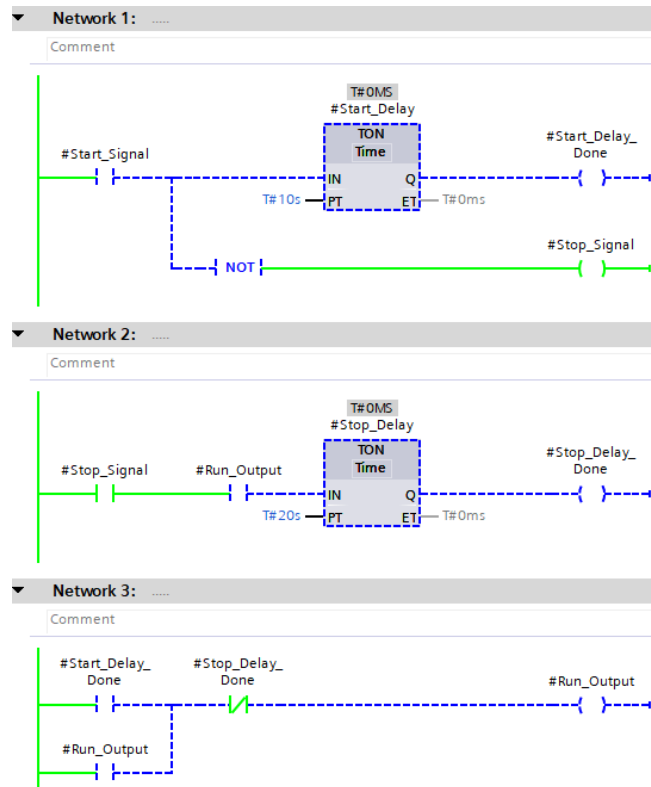 Network 1: .....
Comment
T#0MS
#Start_Delay
TON
Time
#Start_Signal
#Start_Delay_
Done
IN
Q
T#10s
PT
ET
T#0ms
#Stop_Signal
NOT
Network 2: .....
Comment
T#0MS
#Stop_Delay
TON
Time
#Stop_Signal
#Run_Output
#Stop_Delay_
Done
IN
Q
T#20s
PT
ET
T#0ms
Network 3: .....
Comment
#Start_Delay_
Done
#Stop_Delay_
Done
#Run_Output
#Run_Output